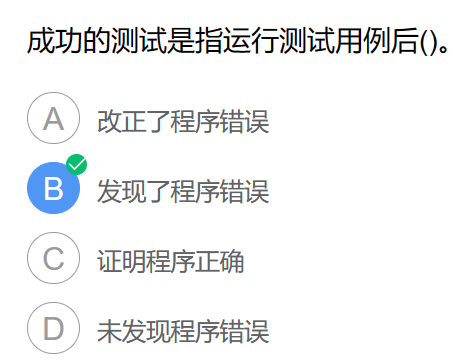 成功的测试是指运行测试用例后()。
A 改正了程序错误
B 发现了程序错误
C 证明程序正确
D 未发现程序错误